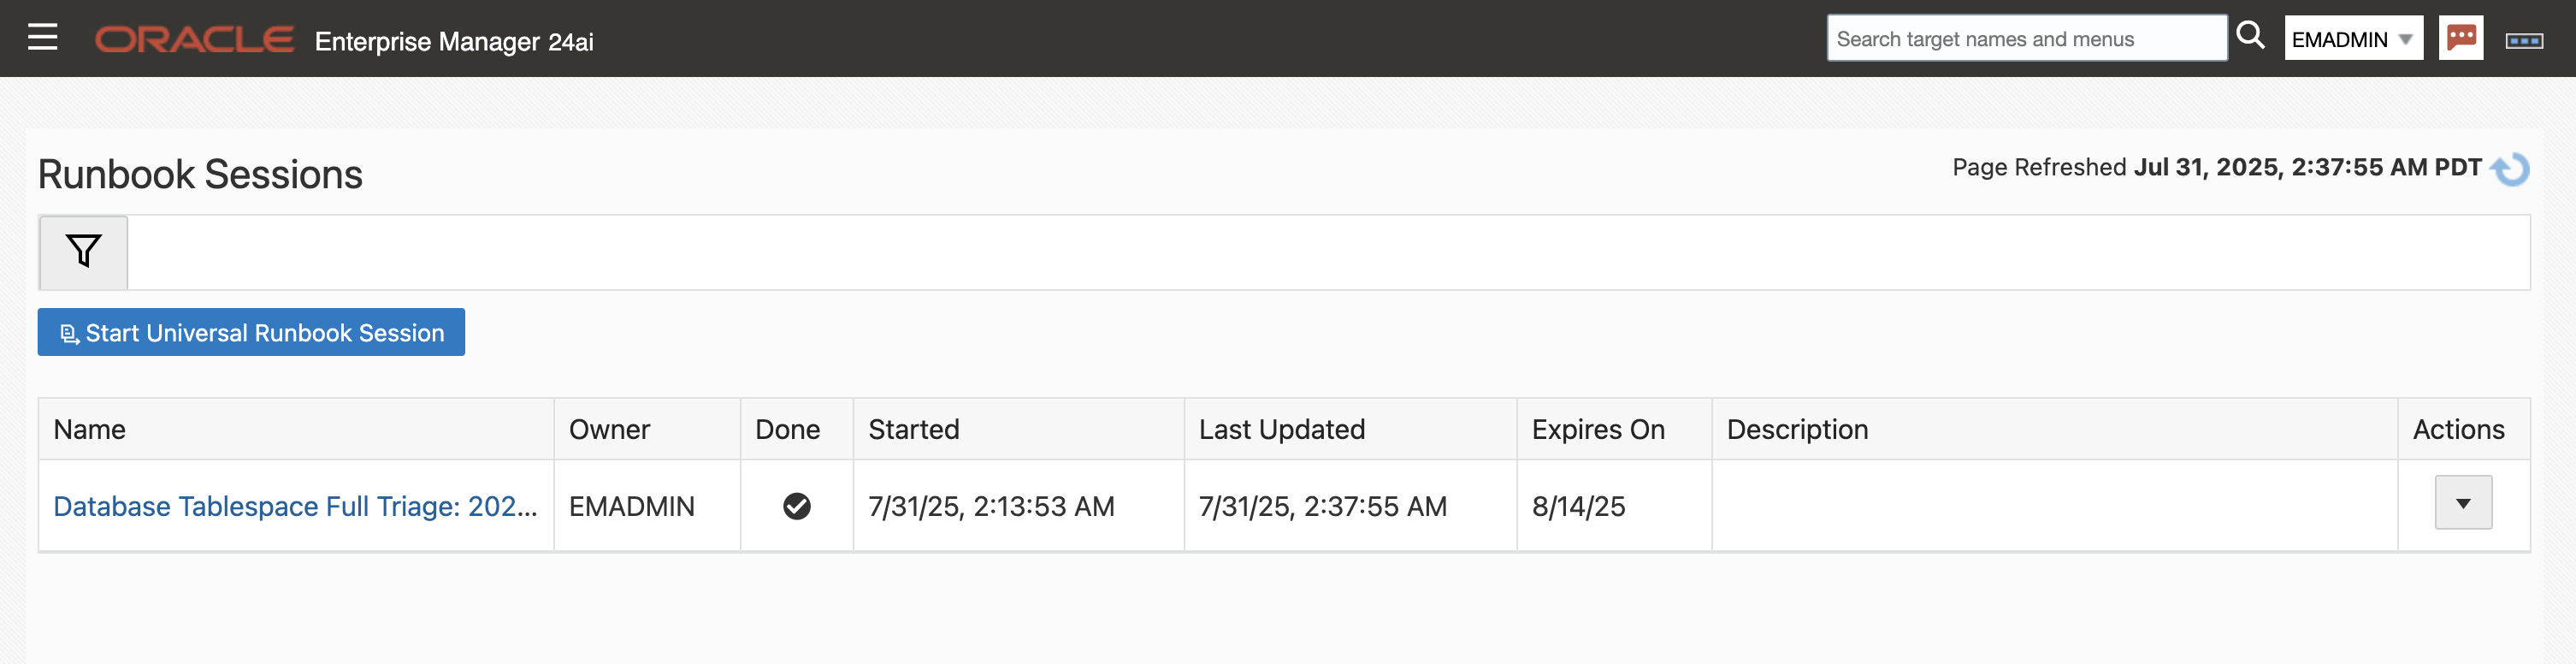 ORACLE Enterprise Manager 24ai
Search target names and menus
EMADMIN
Runbook Sessions
Page Refreshed Jul 31, 2025, 2:37:55 AM PDT
Start Universal Runbook Session
Name Owner Done Started Last Updated Expires On Description Actions
Database Tablespace Full Triage: 202... EMADMIN 7/31/25, 2:13:53 AM 7/31/25, 2:37:55 AM 8/14/25